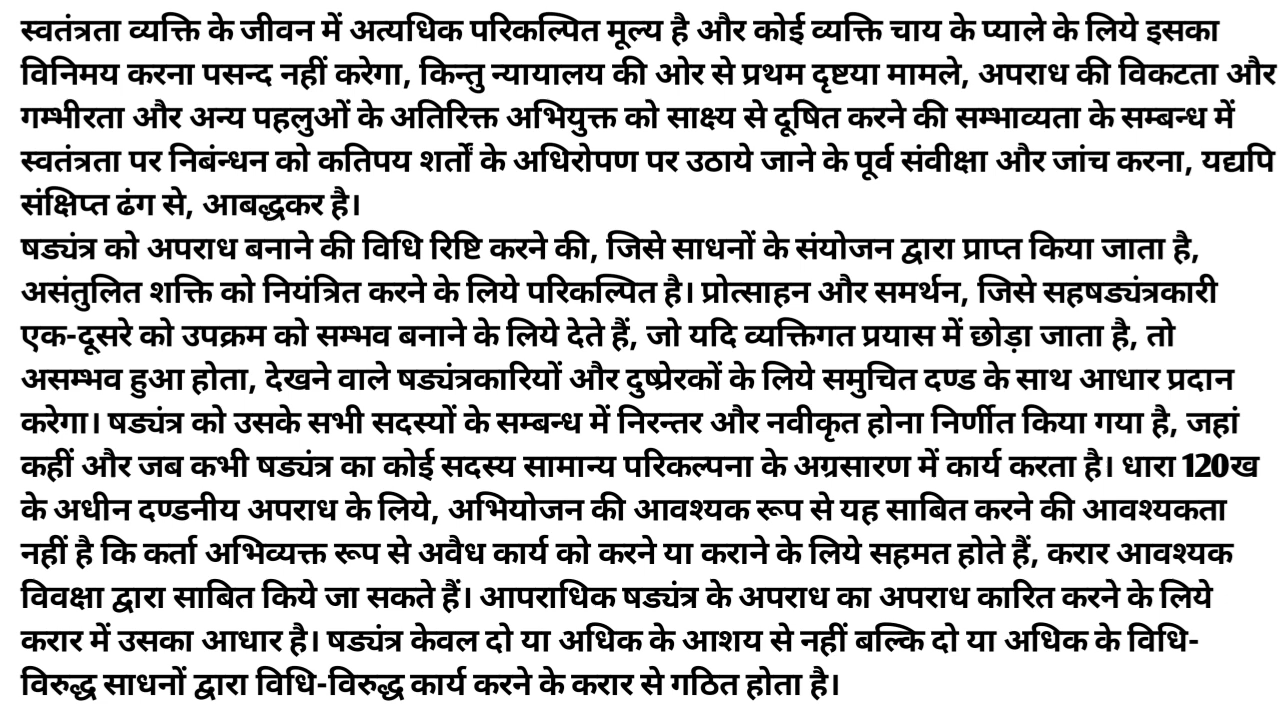 स्वतंत्रता व्यक्ति के जीवन में अत्यधिक परिकल्पित मूल्य है और कोई व्यक्ति चाय के प्याले के लिये इसका
विनिमय करना पसन्द नहीं करेगा, किन्तु न्यायालय की ओर से प्रथम दृष्टया मामले, अपराध की विकटता और
गम्भीरता और अन्य पहलुओं के अतिरिक्त अभियुक्त को साक्ष्य से दूषित करने की सम्भाव्यता के सम्बन्ध में
स्वतंत्रता पर निबंन्धन को कतिपय शर्तों के अधिरोपण पर उठाये जाने के पूर्व संवीक्षा और जांच करना, यद्यपि
संक्षिप्त ढंग से, आबद्धकर है।
षड्यंत्र को अपराध बनाने की विधि रिष्टि करने की, जिसे साधनों के संयोजन द्वारा प्राप्त किया जाता है,
असंतुलित शक्ति को नियंत्रित करने के लिये परिकल्पित है। प्रोत्साहन और समर्थन, जिसे सहषड्यंत्रकारी
एक-दूसरे को उपक्रम को सम्भव बनाने के लिये देते हैं, जो यदि व्यक्तिगत प्रयास में छोड़ा जाता है, तो
असम्भव हुआ होता, देखने वाले षड्यंत्रकारियों और दुष्प्रेरकों के लिये समुचित दण्ड के साथ आधार प्रदान
करेगा। षड्यंत्र को उसके सभी सदस्यों के सम्बन्ध में निरन्तर और नवीकृत होना निर्णीत किया गया है, जहां
कहीं और जब कभी षड्यंत्र का कोई सदस्य सामान्य परिकल्पना के अग्रसारण में कार्य करता है। धारा 120ख
के अधीन दण्डनीय अपराध के लिये, अभियोजन की आवश्यक रूप से यह साबित करने की आवश्यकता
नहीं है कि कर्ता अभिव्यक्त रूप से अवैध कार्य को करने या कराने के लिये सहमत होते हैं, करार आवश्यक
विवक्षा द्वारा साबित किये जा सकते हैं। आपराधिक षड्यंत्र के अपराध का अपराध कारित करने के लिये
करार में उसका आधार है। षड्यंत्र केवल दो या अधिक के आशय से नहीं बल्कि दो या अधिक के विधि-
विरुद्ध साधनों द्वारा विधि-विरुद्ध कार्य करने के करार से गठित होता है।